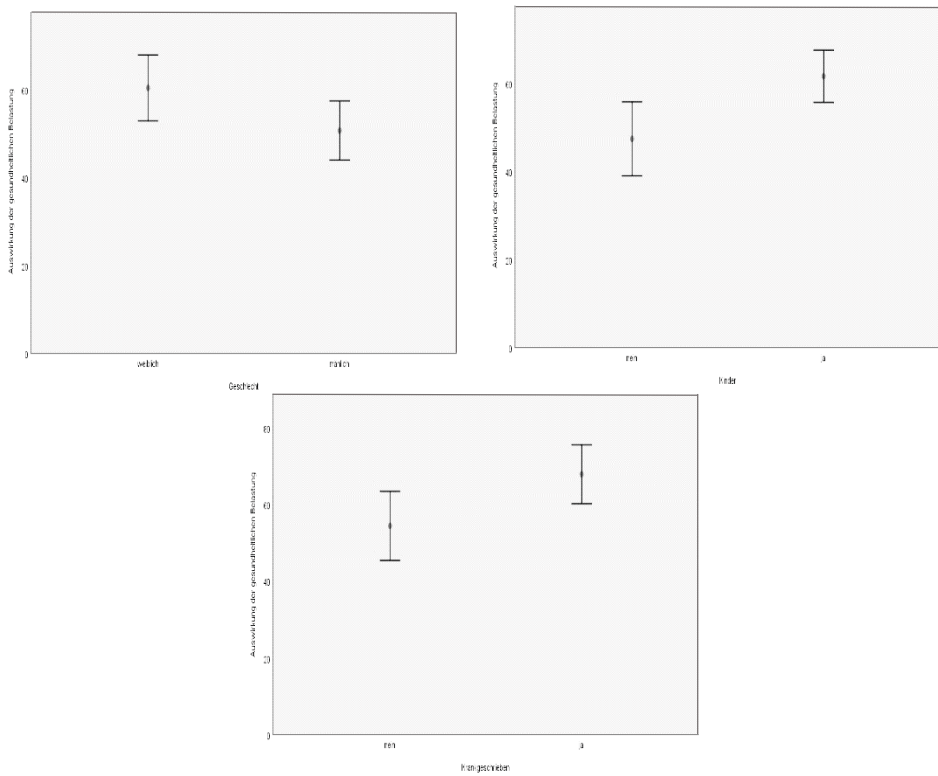 Auswirkung der gesundheitlichen Belastung
60
40
20
0
weiblich
männlich
Geschlecht
Auswirkung der gesundheitlichen Belastung
60
40
20
0
nein
ja
Kinder
Auswirkung der gesundheitlichen Belastung
80
60
40
20
0
nein
ja
Krankgeschrieben